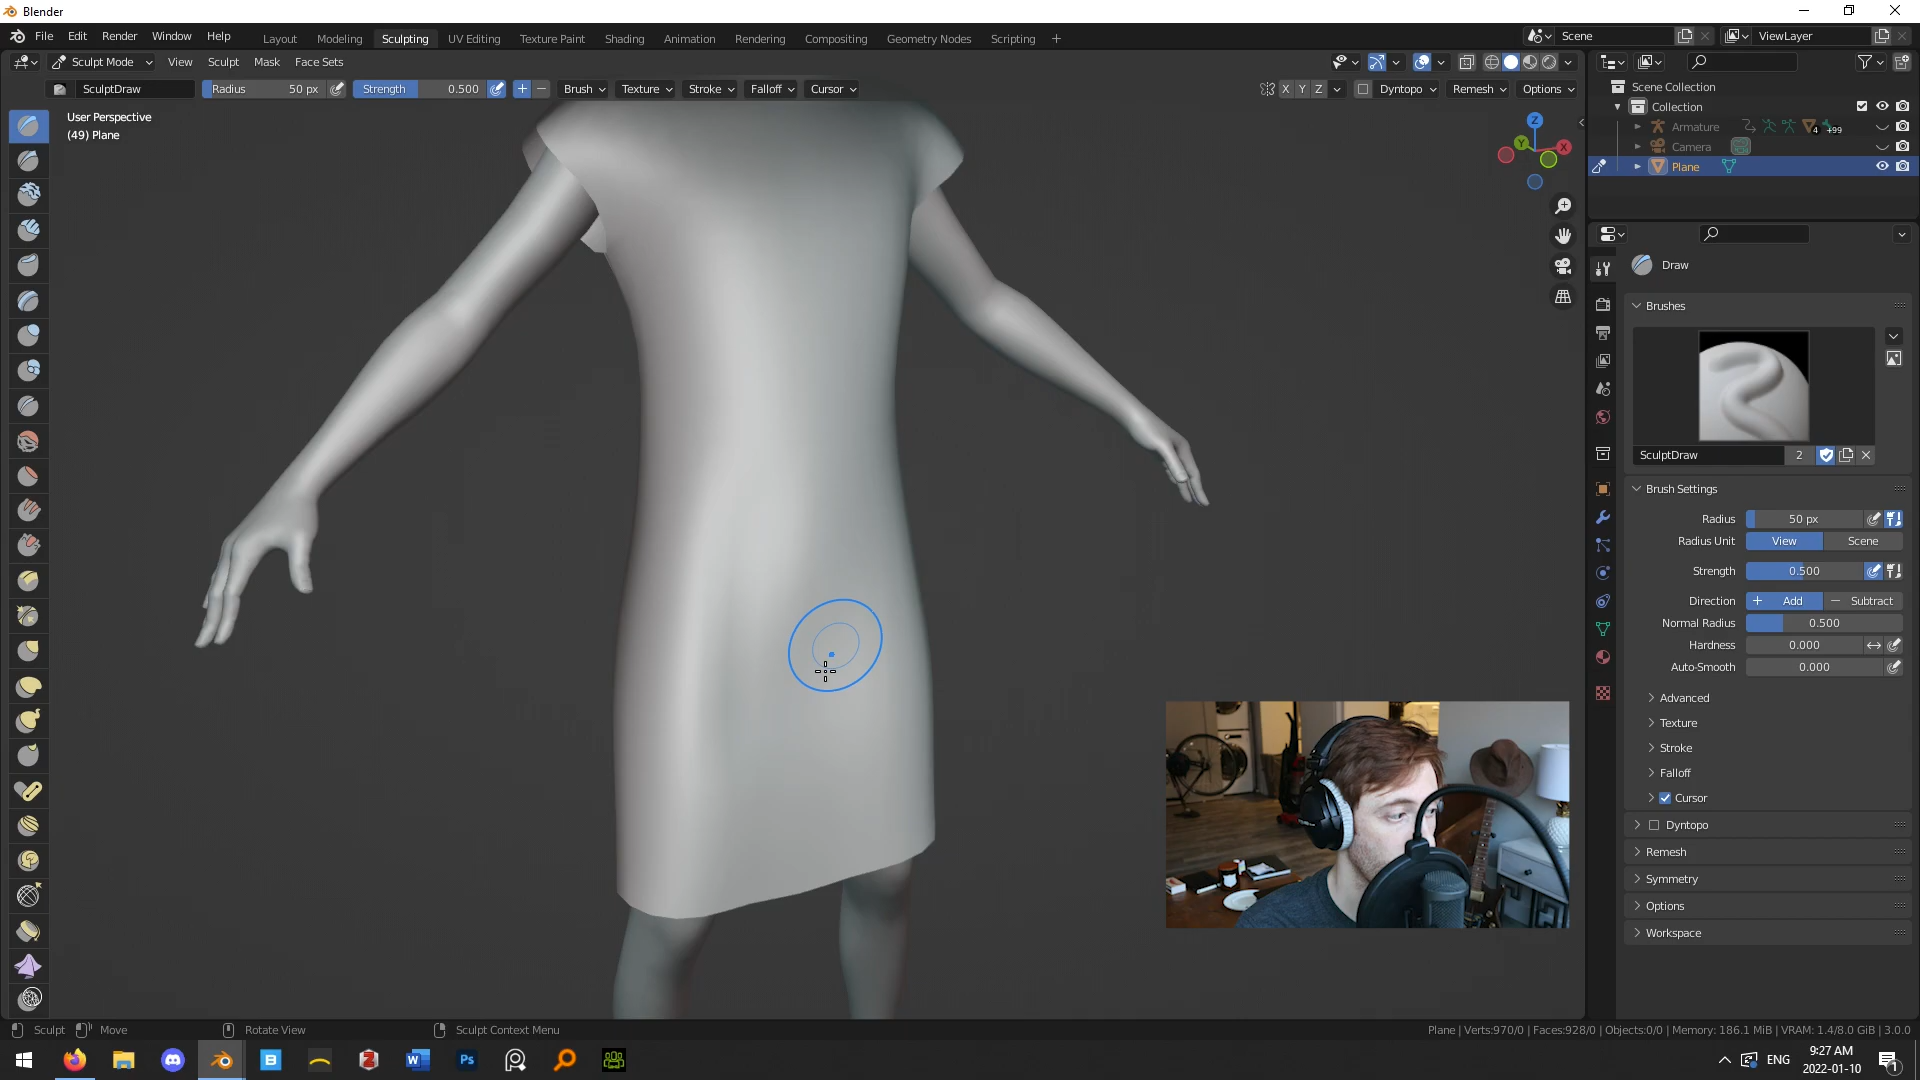 Blender
File Edit Render Window Help
Layout Modeling Sculpting UV Editing Texture Paint Shading Animation Rendering Compositing Geometry Nodes Scripting +
Scene
ViewLayer
Sculpt Mode View Sculpt Mask Face Sets
SculptDraw Radius 50 px Strength 0.500 + − Brush Texture Stroke Falloff Cursor
X Y Z Dyntopo Remesh Options
User Perspective
(49) Plane
Z
Y X
Scene Collection
Collection
Armature 4 +99
Camera
Plane
Draw
Brushes
SculptDraw 2
Brush Settings
Radius 50 px
Radius Unit View Scene
Strength 0.500
Direction + Add − Subtract
Normal Radius 0.500
Hardness 0.000
Auto-Smooth 0.000
Advanced
Texture
Stroke
Falloff
Cursor
Dyntopo
Remesh
Symmetry
Options
Workspace
Sculpt Move Rotate View Sculpt Context Menu
Plane | Verts:970/0 | Faces:928/0 | Objects:0/0 | Memory: 186.1 MiB | VRAM: 1.4/8.0 GiB | 3.0.0
B Z W Ps
ENG
9:27 AM
2022-01-10
1